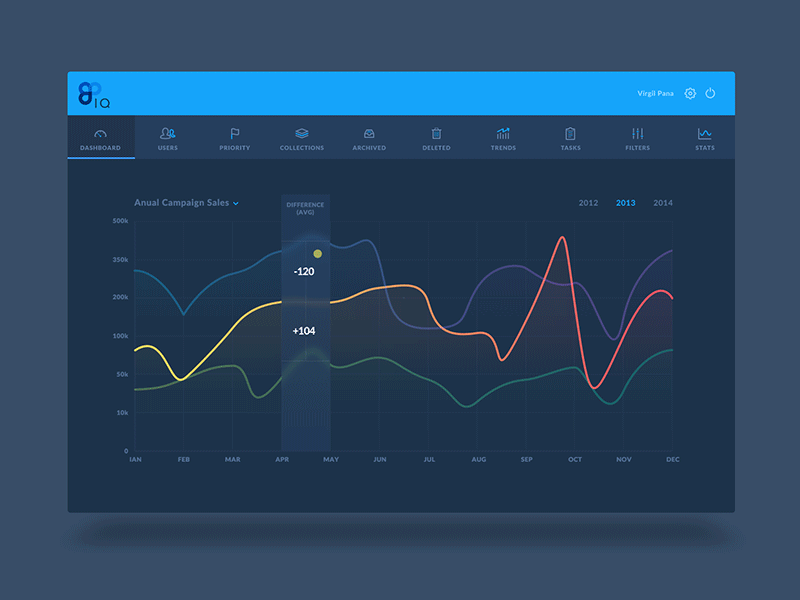 IQ
Virgil Pana
DASHBOARD USERS PRIORITY COLLECTIONS ARCHIVED DELETED TRENDS TASKS FILTERS STATS
Anual Campaign Sales
DIFFERENCE
(AVG)
2012 2013 2014
500k
350k
200k
100k
50k
10k
0
-120
+104
IAN FEB MAR APR MAY JUN JUL AUG SEP OCT NOV DEC